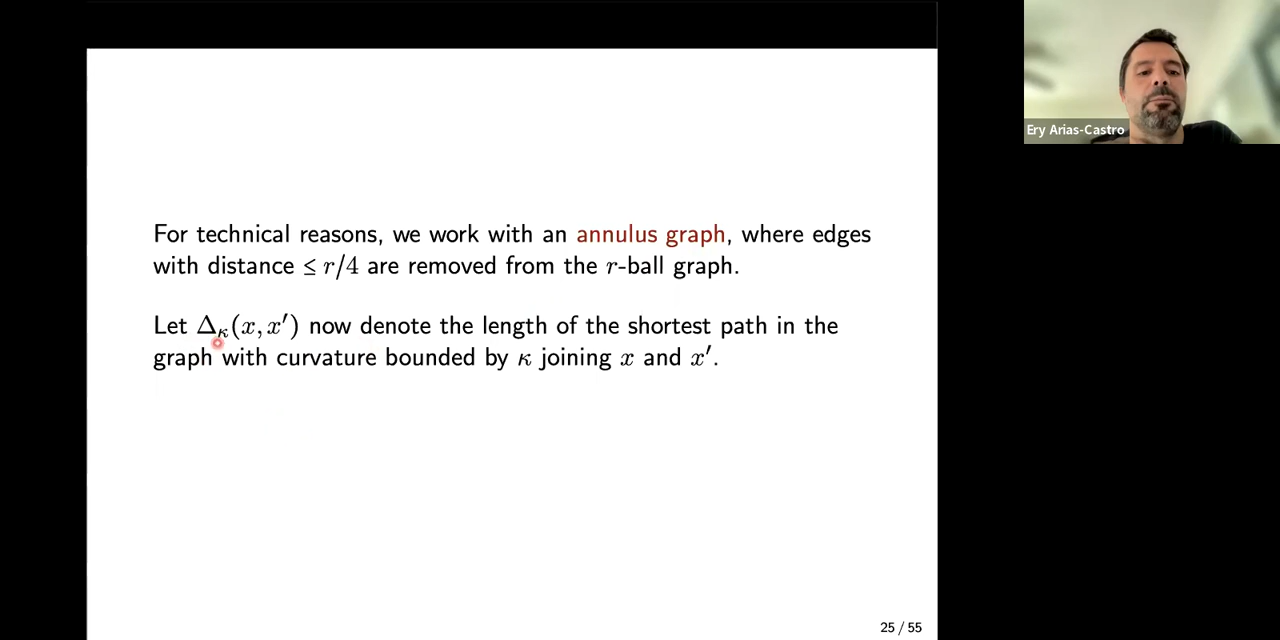 For technical reasons, we work with an annulus graph, where edges
with distance ≤ r/4 are removed from the r-ball graph.
Let Δκ(x, x′) now denote the length of the shortest path in the
graph with curvature bounded by κ joining x and x′.
25 / 55
Ery Arias-Castro